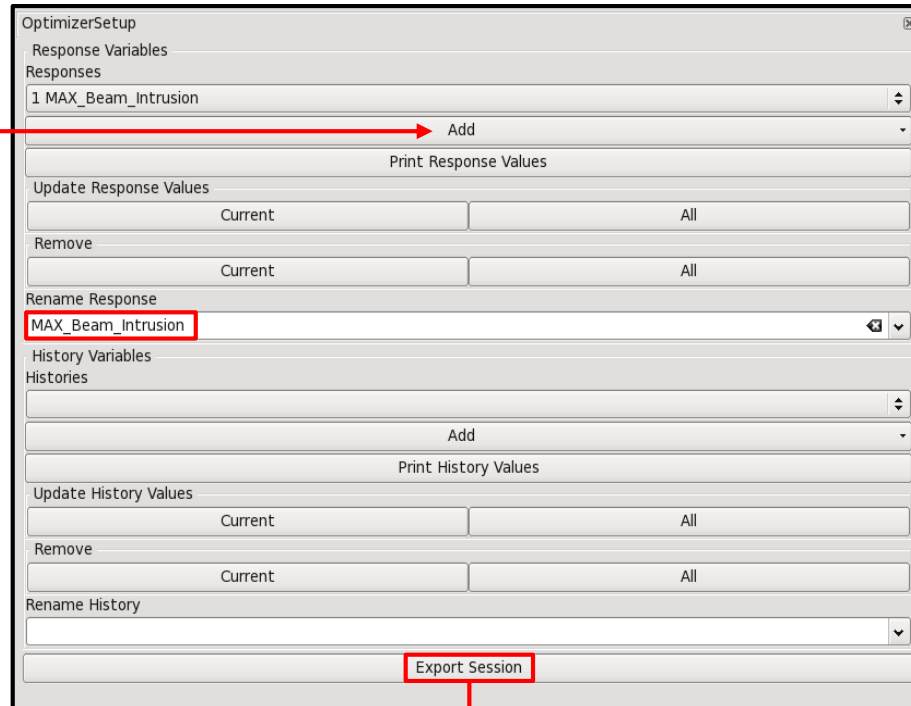 OptimizerSetup
Response Variables
Responses
1 MAX_Beam_Intrusion
Add
Print Response Values
Update Response Values
Current All
Remove
Current All
Rename Response
MAX_Beam_Intrusion
History Variables
Histories
Add
Print History Values
Update History Values
Current All
Remove
Current All
Rename History
Export Session